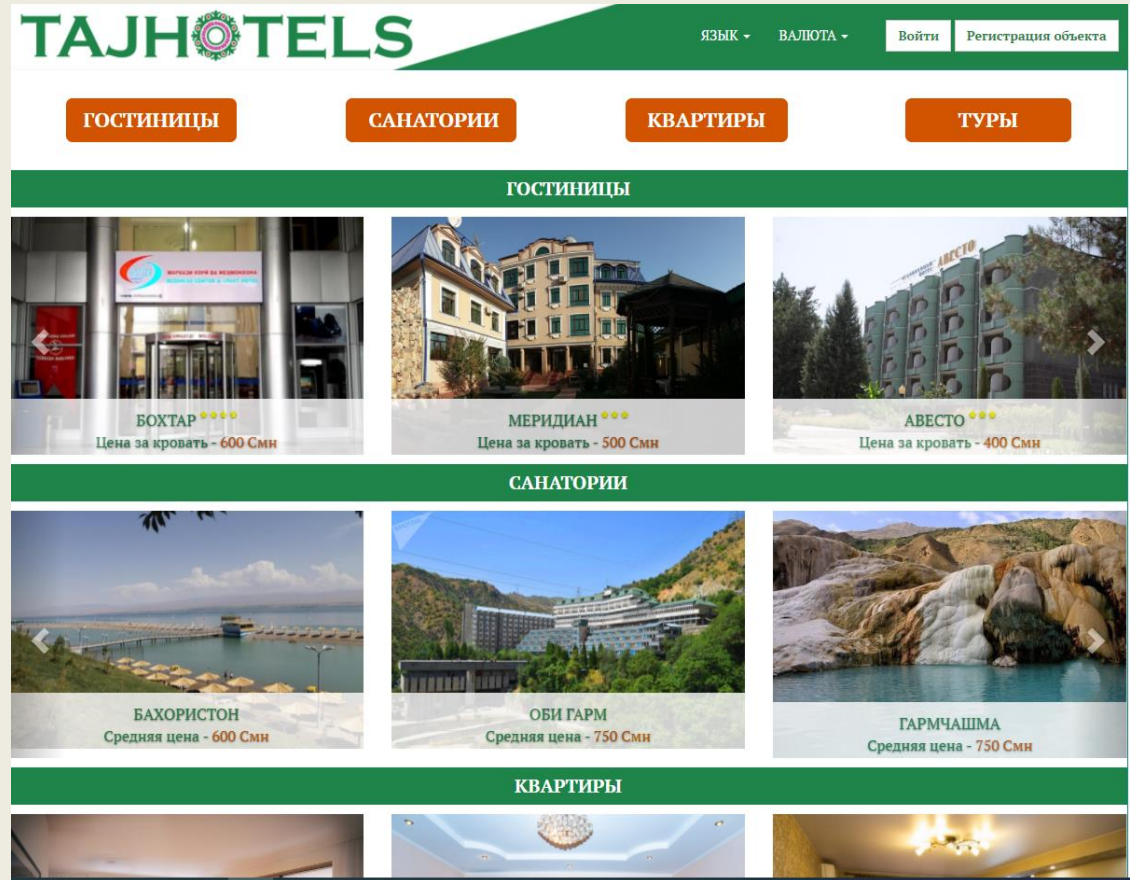 TAJHOTELS
ЯЗЫК
ВАЛЮТА
Войти
Регистрация объекта
ГОСТИНИЦЫ
САНАТОРИИ
КВАРТИРЫ
ТУРЫ
ГОСТИНИЦЫ
АВЕСТО
БОХТАР
Цена за кровать - 600 Смн
МЕРИДИАН
Цена за кровать - 500 Смн
АВЕСТО
Цена за кровать - 400 Смн
САНАТОРИИ
БАХОРИСТОН
Средняя цена - 600 Смн
ОБИ ГАРМ
Средняя цена - 750 Смн
ГАРМЧАШМА
Средняя цена - 750 Смн
КВАРТИРЫ